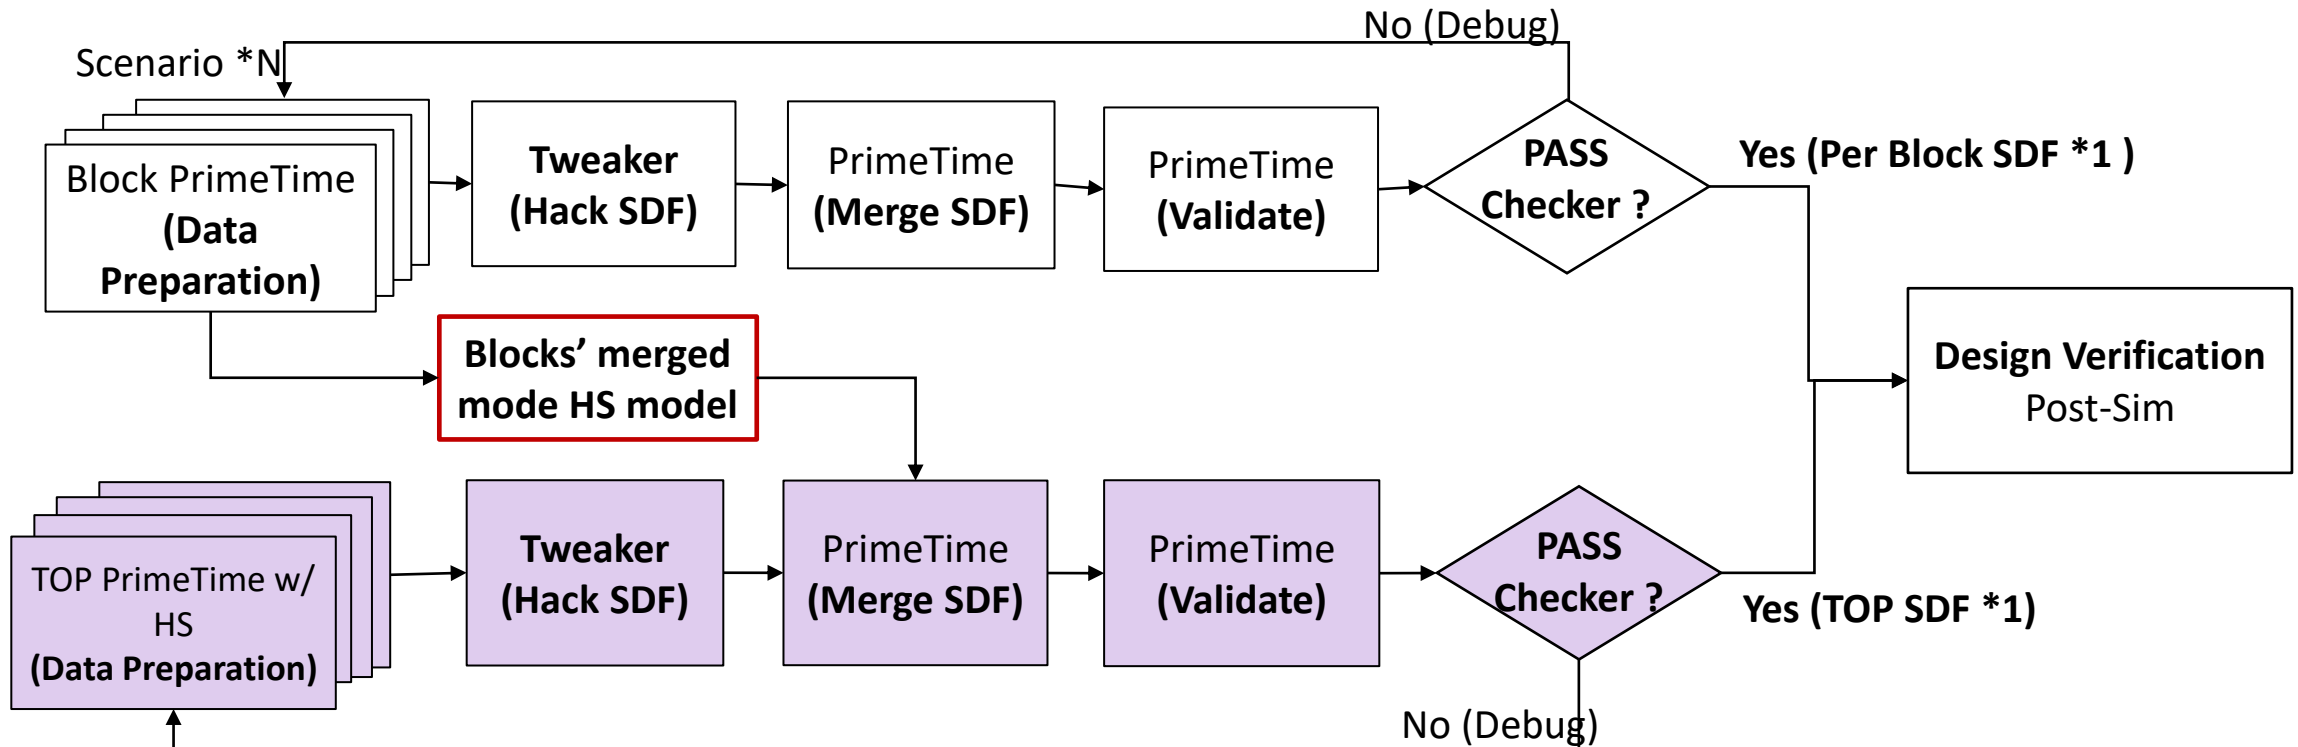 No (Debug)
Scenario *N
Block PrimeTime
(Data
Preparation)
Tweaker
(Hack SDF)
PrimeTime
(Merge SDF)
PrimeTime
(Validate)
PASS
Checker ?
Yes (Per Block SDF *1 )
Blocks’ merged
mode HS model
Design Verification
Post-Sim
TOP PrimeTime w/
HS
(Data Preparation)
Tweaker
(Hack SDF)
PrimeTime
(Merge SDF)
PrimeTime
(Validate)
PASS
Checker ?
Yes (TOP SDF *1)
No (Debug)